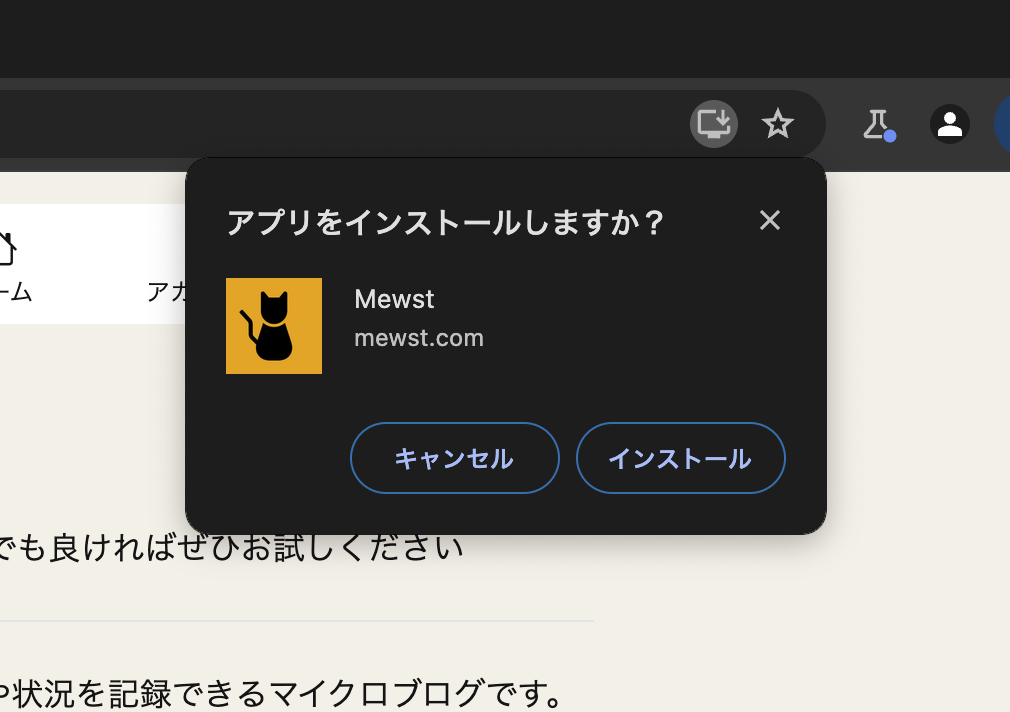 アプリをインストールしますか？
Mewst
mewst.com
キャンセル
インストール
ーム
アカ
でも良ければぜひお試しください
や状況を記録できるマイクロブログです。